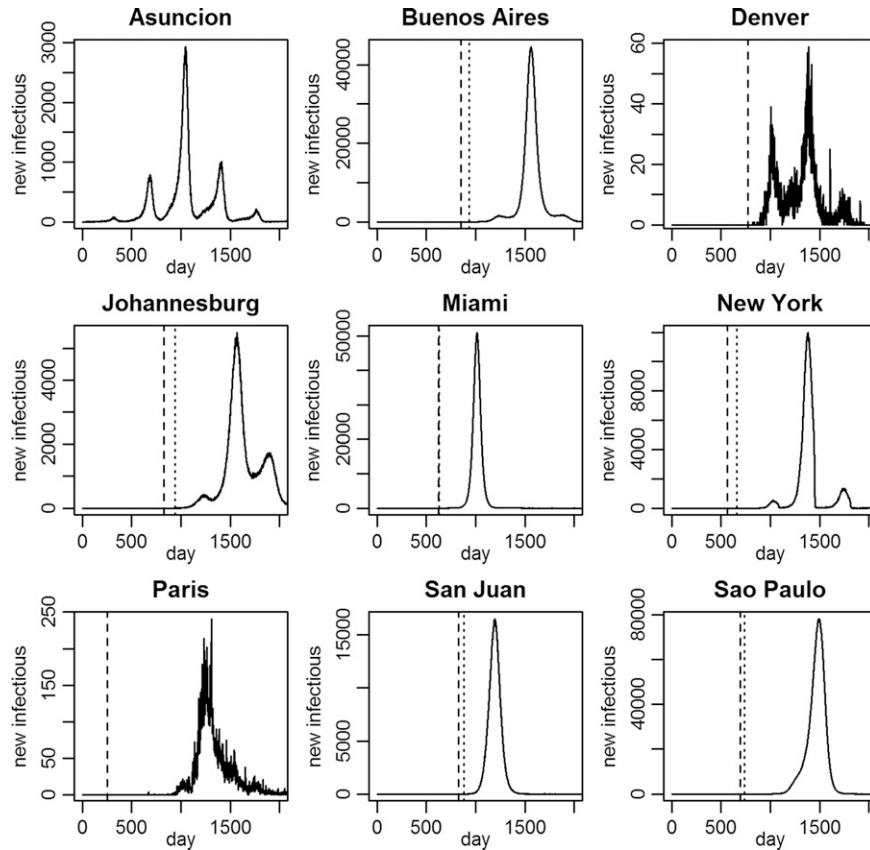 Asuncion
new infectious
0 1000 2000 3000
0 500 1500
day
Buenos Aires
new infectious
0 20000 40000
0 500 1500
day
Denver
new infectious
0 20 40 60
0 500 1500
day
Johannesburg
new infectious
0 2000 4000
0 500 1500
day
Miami
new infectious
0 20000 50000
0 500 1500
day
New York
new infectious
0 4000 8000
0 500 1500
day
Paris
new infectious
0 50 150 250
0 500 1500
day
San Juan
new infectious
0 5000 15000
0 500 1500
day
Sao Paulo
new infectious
0 40000 80000
0 500 1500
day